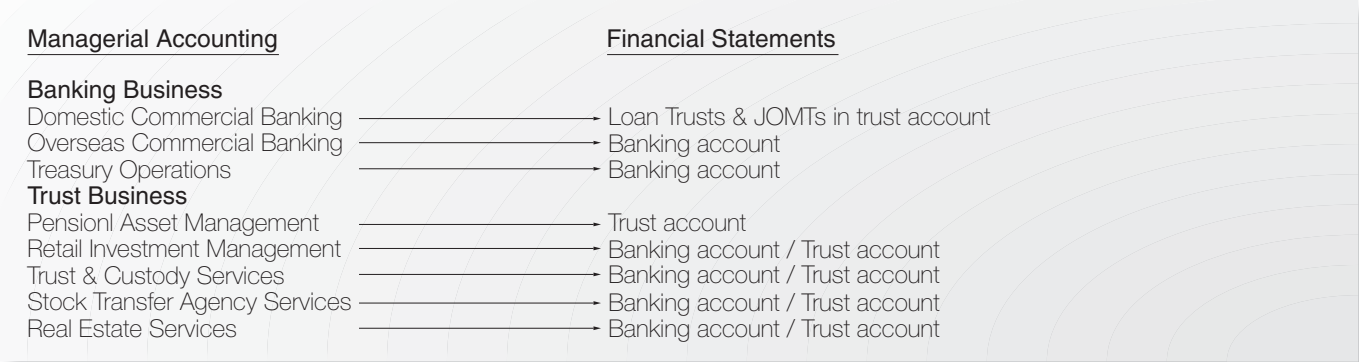 Managerial Accounting Financial Statements
Banking Business
Domestic Commercial Banking Loan Trusts & JOMTs in trust account
Overseas Commercial Banking Banking account
Treasury Operations Banking account
Trust Business
Pensionl Asset Management Trust account
Retail Investment Management Banking account / Trust account
Trust & Custody Services Banking account / Trust account
Stock Transfer Agency Services Banking account / Trust account
Real Estate Services Banking account / Trust account